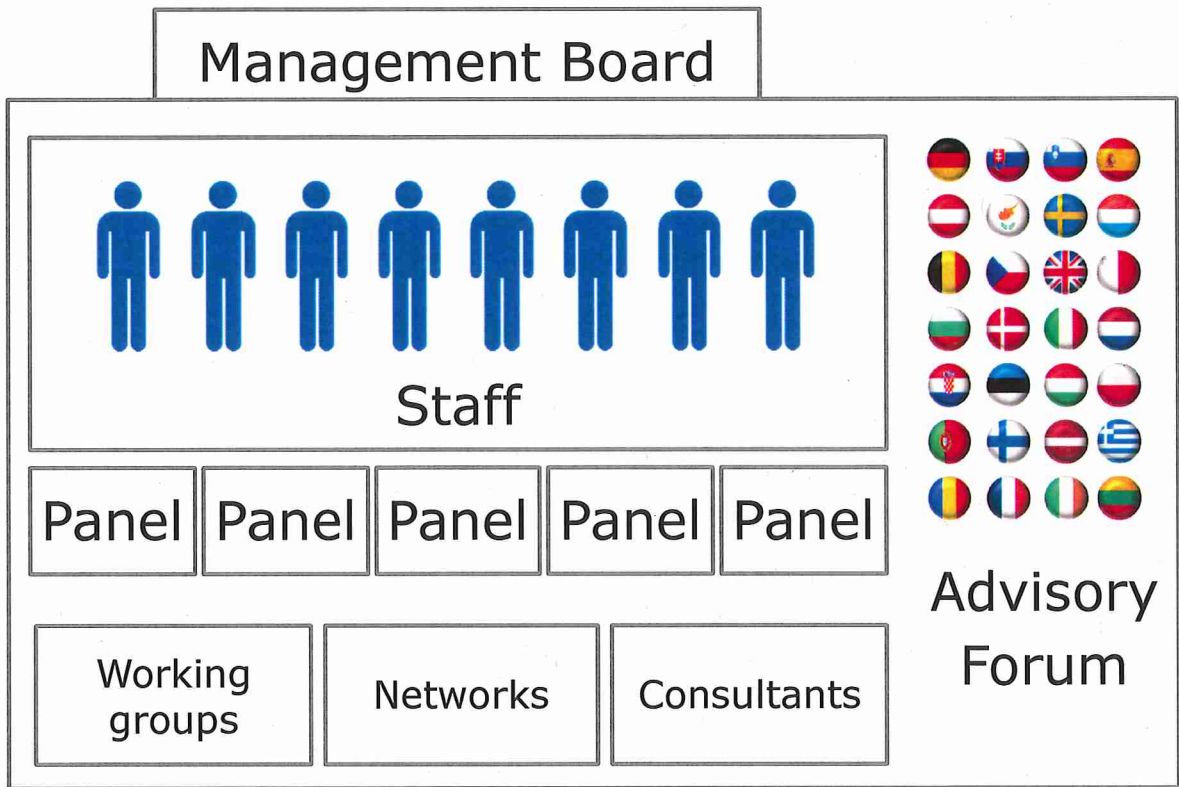 Management Board
Staff
Panel Panel Panel Panel Panel
Working
groups
Networks
Consultants
Advisory
Forum